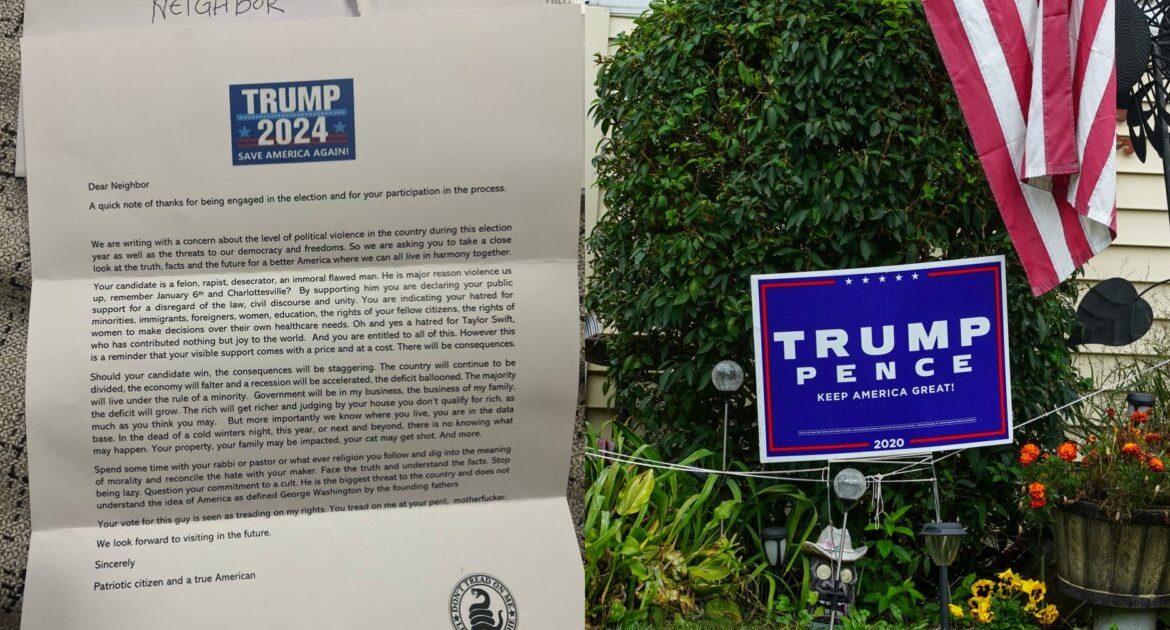 NEIGHBOR
TRUMP
2024
SAVE AMERICA AGAIN!
Dear Neighbor
A quick note of thanks for being engaged in the election and for your participation in the process.
We are writing with a concern about the level of political violence in the country during this election
year as well as the threats to our democracy and freedoms. So we are asking you to take a close
look at the truth, facts and the future for a better America where we can all live in harmony together.
Your candidate is a felon, rapist, desecrator, an immoral flawed man. He is major reason violence us
up, remember January 6th and Charlottesville? By supporting him you are declaring your public
support for a disregard of the law, civil discourse and unity. You are indicating your hatred for
minorities, immigrants, foreigners, women, education, the rights of your fellow citizens, the rights of
women to make decisions over their own healthcare needs. Oh and yes a hatred for Taylor Swift,
who has contributed nothing but joy to the world. And you are entitled to all of this. However this
is a reminder that your visible support comes with a price and at a cost. There will be consequences.
Should your candidate win, the consequences will be staggering. The country will continue to be
divided, the economy will falter and a recession will be accelerated, the deficit ballooned. The majority
will live under the rule of a minority. Government will be in my business, the business of my family,
the deficit will grow. The rich will get richer and judging by your house you don't qualify for rich, as
much as you think you may. But more importantly we know where you live, you are in the data
base. In the dead of a cold winters night, this year, or next and beyond, there is no knowing what
may happen. Your property, your family may be impacted, your cat may get shot. And more.
Spend some time with your rabbi or pastor or what ever religion you follow and dig into the meaning
of morality and reconcile the hate with your maker. Face the truth and understand the facts. Stop
being lazy. Question your commitment to a cult. He is the biggest threat to the country and does not
understand the idea of America as defined George Washington by the founding fathers
Your vote for this guy is seen as treading on my rights. You tread on me at your peril, motherfucker.
We look forward to visiting in the future.
Sincerely
Patriotic citizen and a true American
DON'T TREAD ON ME
TRUMP
PENCE
KEEP AMERICA GREAT!
2020